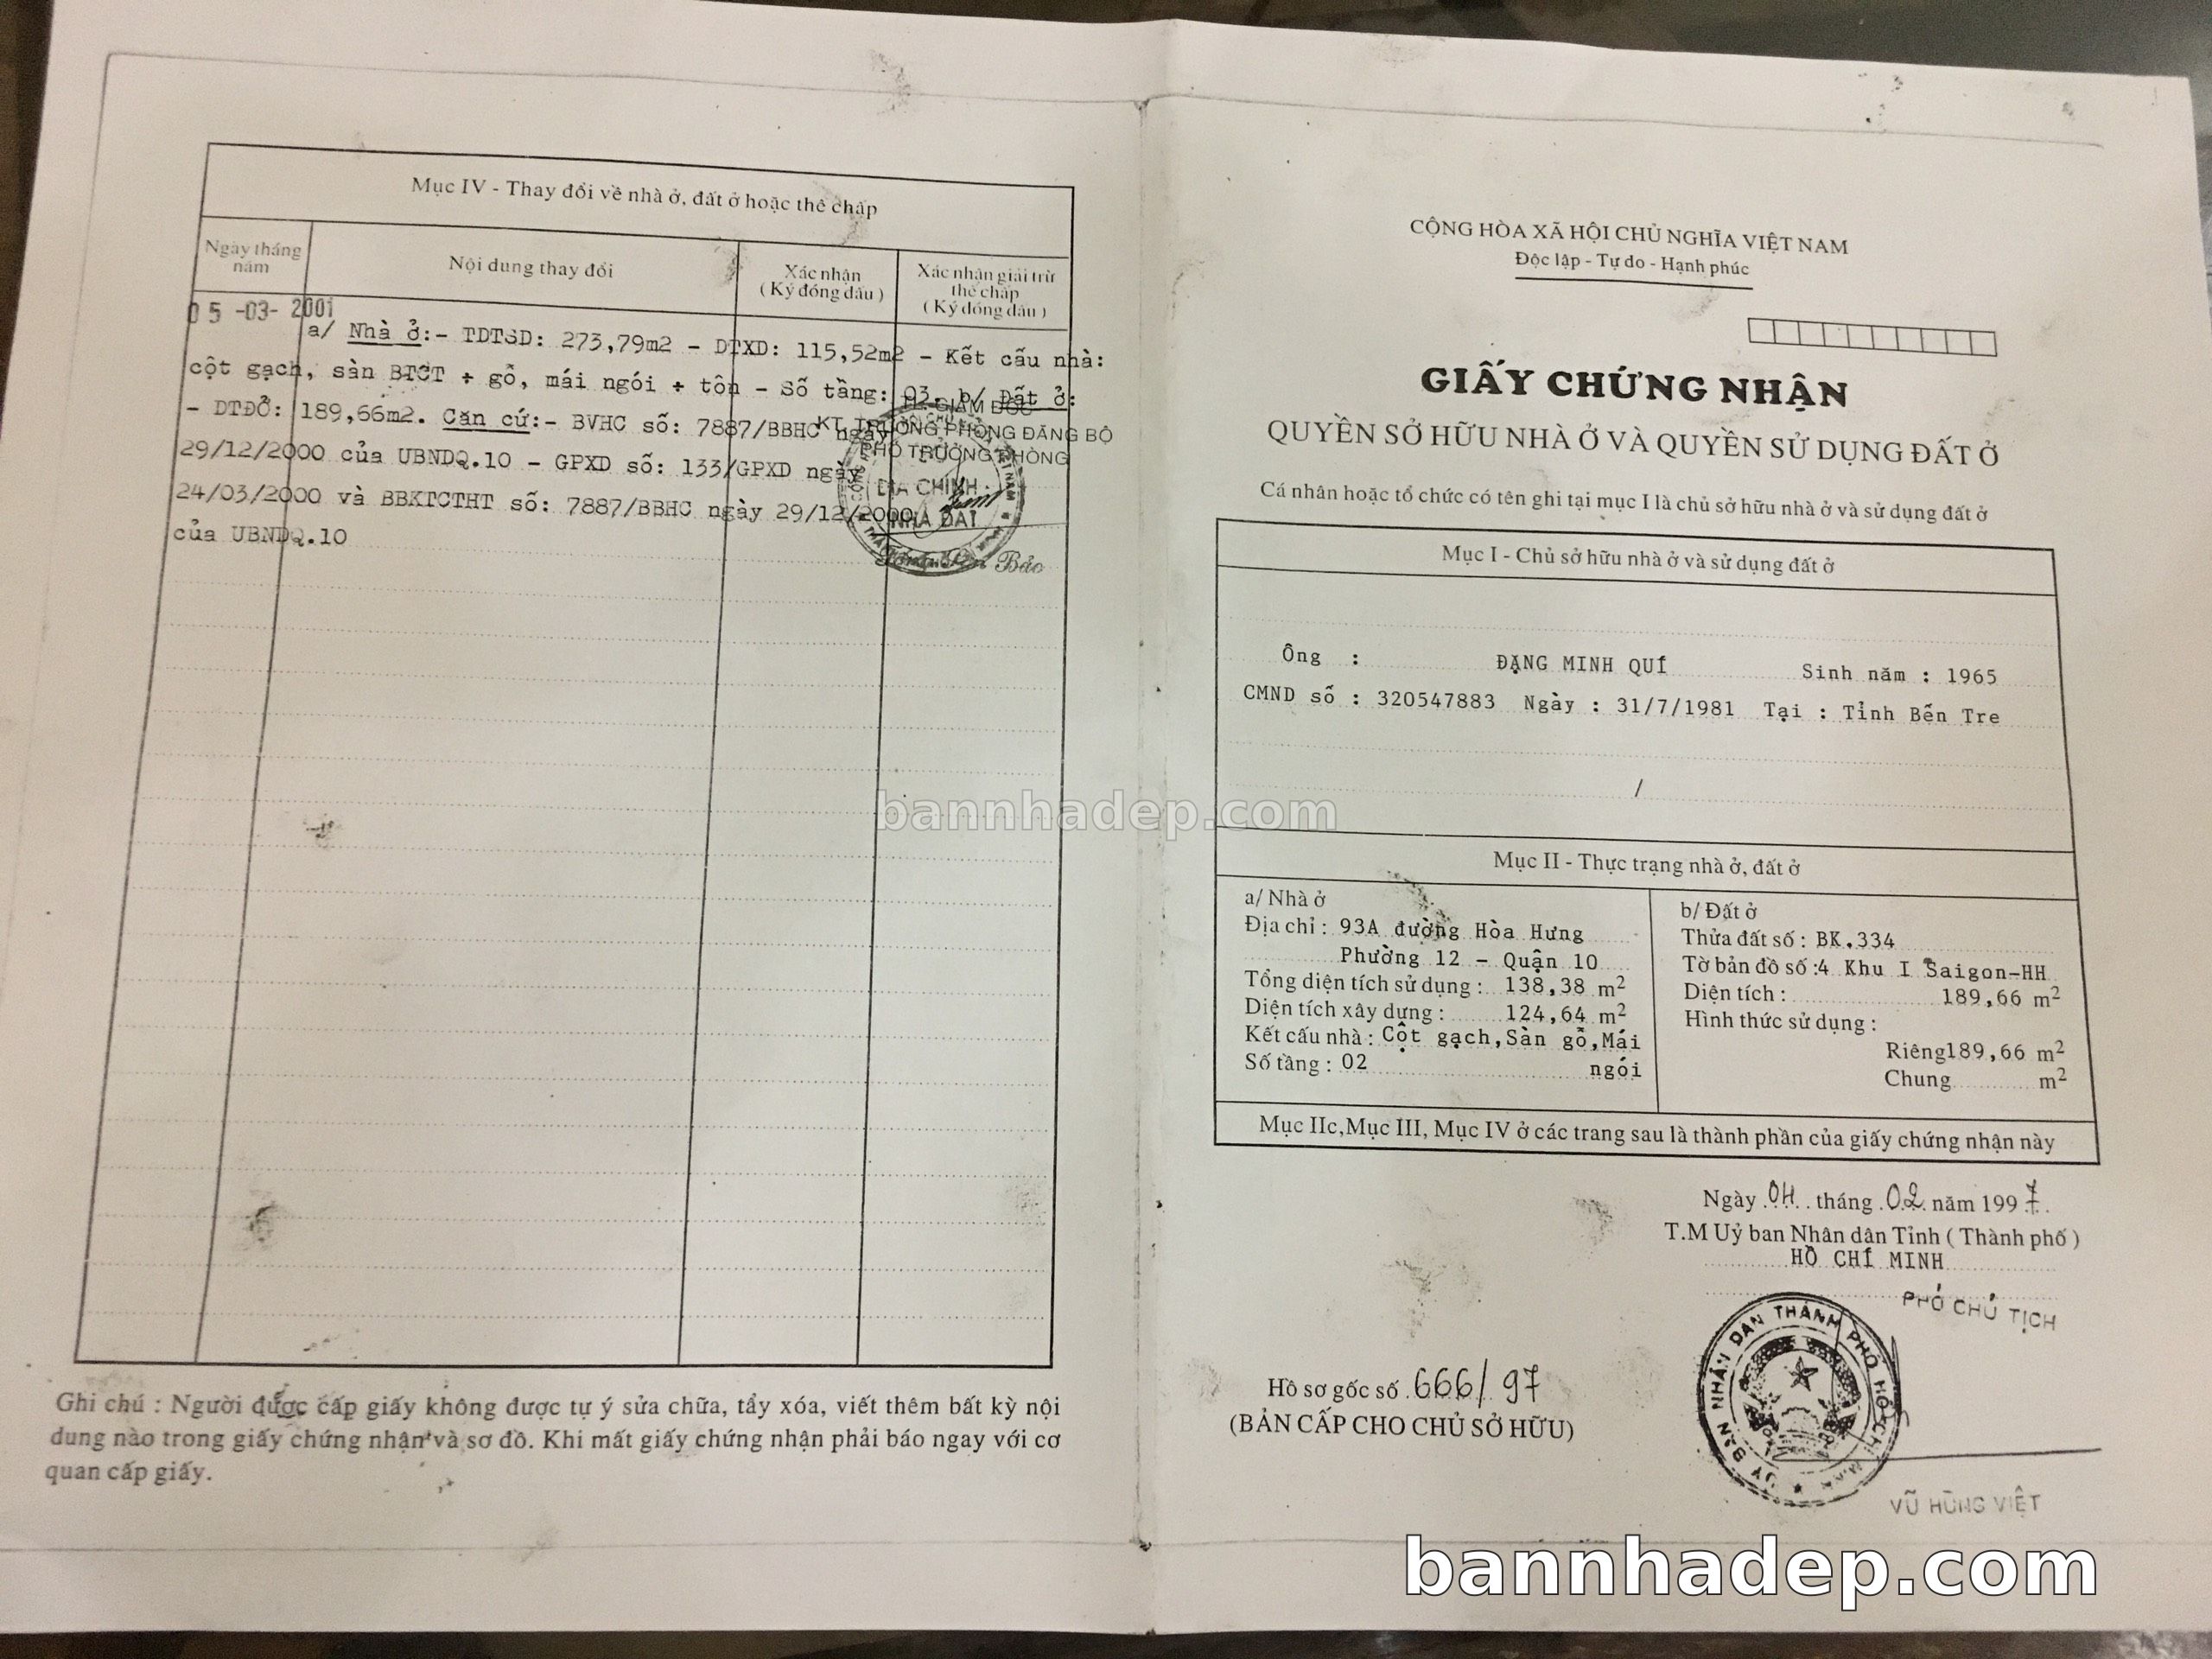 Mục IV - Thay đổi về nhà ở, đất ở hoặc thế chấp
Ngày tháng năm
Nội dung thay đổi
Xác nhận
( Ký đóng dấu )
Xác nhận giải trừ
thế chấp
( Ký đóng dấu )
05 -03- 2001
a/ Nhà ở:- TDTSD: 273,79m2 - DTXD: 115,52m2 - Kết cấu nhà:
cột gạch, sàn BTCT + gỗ, mái ngói + tôn - Số tầng: 03. b/ Đất ở:
- DTĐỞ: 189,66m2. Căn cứ:- BVHC số: 7887/BBHC ngày
29/12/2000 của UBNDQ.10 - GPXD số: 133/GPXD ngày
24/03/2000 và BBKTCTHT số: 7887/BBHC ngày 29/12/2000
của UBNDQ.10
GIÁM ĐỐC
KT TRƯỞNG PHÒNG ĐĂNG BỘ
PHÓ TRƯỞNG PHÒNG
ĐỊA CHÍNH
NHÀ ĐẤT
Bảo
Ghi chú : Người được cấp giấy không được tự ý sửa chữa, tẩy xóa, viết thêm bất kỳ nội
dung nào trong giấy chứng nhận và sơ đồ. Khi mất giấy chứng nhận phải báo ngay với cơ
quan cấp giấy.
CỘNG HÒA XÃ HỘI CHỦ NGHĨA VIỆT NAM
Độc lập - Tự do - Hạnh phúc
GIẤY CHỨNG NHẬN
QUYỀN SỞ HỮU NHÀ Ở VÀ QUYỀN SỬ DỤNG ĐẤT Ở
Cá nhân hoặc tổ chức có tên ghi tại mục I là chủ sở hữu nhà ở và sử dụng đất ở
Mục I - Chủ sở hữu nhà ở và sử dụng đất ở
Ông : ĐẶNG MINH QUÍ Sinh năm : 1965
CMND số : 320547883 Ngày : 31/7/1981 Tại : Tỉnh Bến Tre
/
Mục II - Thực trạng nhà ở, đất ở
a/ Nhà ở
Địa chỉ : 93A đường Hòa Hưng
Phường 12 - Quận 10
Tổng diện tích sử dụng : 138,38 m2
Diện tích xây dựng : 124,64 m2
Kết cấu nhà : Cột gạch,Sàn gỗ,Mái
Số tầng : 02 ngói
b/ Đất ở
Thửa đất số : BK.334
Tờ bản đồ số :4 Khu I Saigon-HH
Diện tích : 189,66 m2
Hình thức sử dụng :
Riêng189,66 m2
Chung m2
Mục IIc,Mục III, Mục IV ở các trang sau là thành phần của giấy chứng nhận này
Ngày 04 tháng 02 năm 1997
T.M Uỷ ban Nhân dân Tỉnh ( Thành phố )
HỒ CHÍ MINH
PHÓ CHỦ TỊCH
ỦY BAN NHÂN DÂN THÀNH PHỐ HỒ CHÍ
Hồ sơ gốc số 666/97
(BẢN CẤP CHO CHỦ SỞ HỮU)
VŨ HÙNG VIỆT
bannhadep.com
bannhadep.com